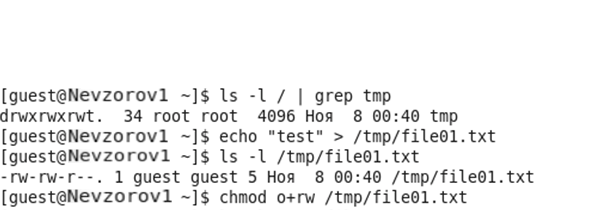 [guest@Nevzorov1 ~]$ ls -l / | grep tmp
drwxrwxrwt.  34 root root  4096 Ноя  8 00:40 tmp
[guest@Nevzorov1 ~]$ echo "test" > /tmp/file01.txt
[guest@Nevzorov1 ~]$ ls -l /tmp/file01.txt
-rw-rw-r--. 1 guest guest 5 Ноя  8 00:40 /tmp/file01.txt
[guest@Nevzorov1 ~]$ chmod o+rw /tmp/file01.txt